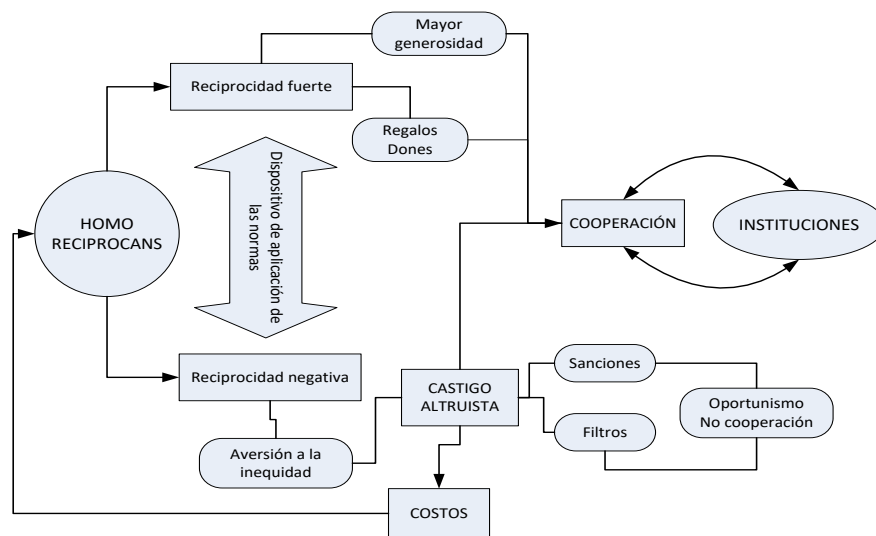 Mayor
generosidad
Reciprocidad fuerte
Regalos
Dones
Dispositivo de aplicación de
las normas
HOMO
RECIPROCANS
COOPERACIÓN
INSTITUCIONES
Reciprocidad negativa
CASTIGO
ALTRUISTA
Sanciones
Oportunismo
No cooperación
Filtros
Aversión a la
inequidad
COSTOS